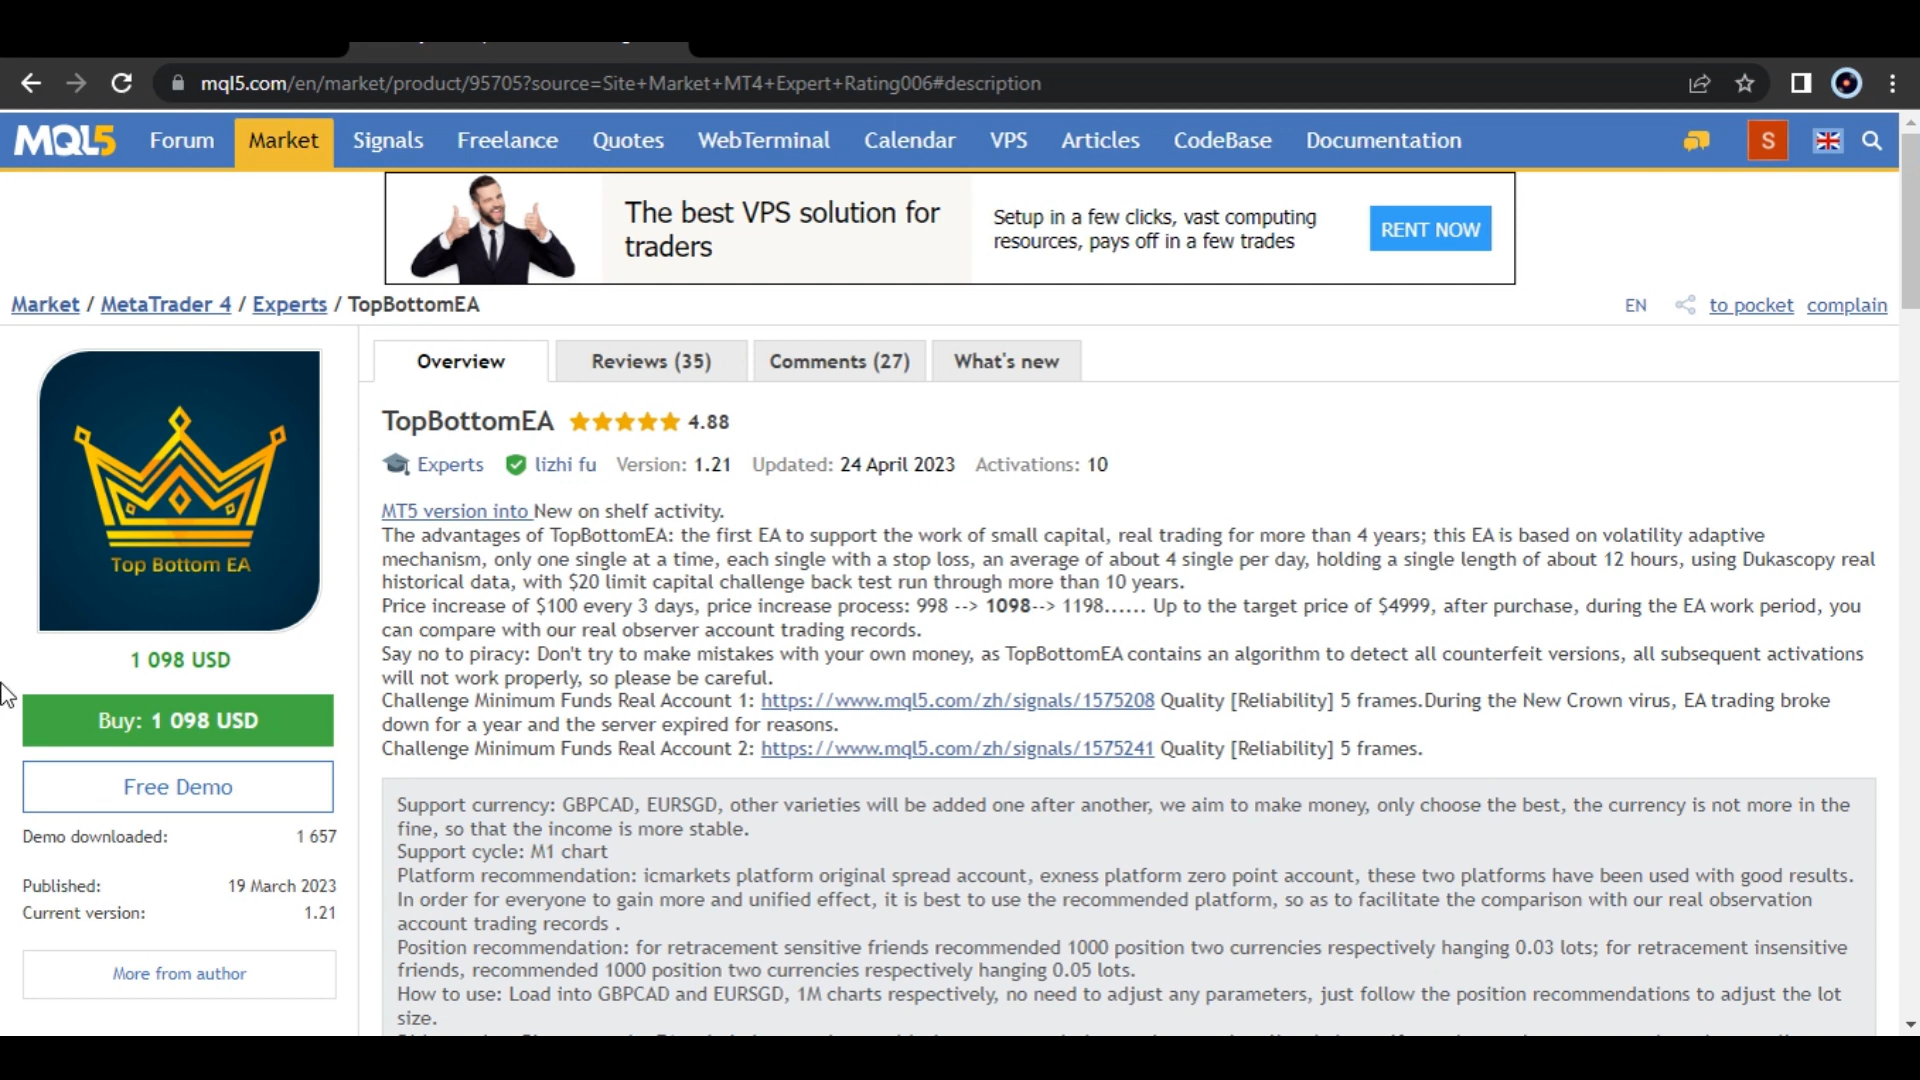 mql5.com/en/market/product/95705?source=Site+Market+MT4+Expert+Rating006#description
MQL5 Forum Market Signals Freelance Quotes WebTerminal Calendar VPS Articles CodeBase Documentation S
The best VPS solution for
traders
Setup in a few clicks, vast computing
resources, pays off in a few trades
RENT NOW
Market / MetaTrader 4 / Experts / TopBottomEA
EN to pocket complain
Top Bottom EA
1 098 USD
Buy: 1 098 USD
Free Demo
Demo downloaded: 1 657
Published: 19 March 2023
Current version: 1.21
More from author
Overview Reviews (35) Comments (27) What's new
TopBottomEA 4.88
Experts lizhi fu Version: 1.21 Updated: 24 April 2023 Activations: 10
MT5 version into New on shelf activity.
The advantages of TopBottomEA: the first EA to support the work of small capital, real trading for more than 4 years; this EA is based on volatility adaptive
mechanism, only one single at a time, each single with a stop loss, an average of about 4 single per day, holding a single length of about 12 hours, using Dukascopy real
historical data, with $20 limit capital challenge back test run through more than 10 years.
Price increase of $100 every 3 days, price increase process: 998 --> 1098--> 1198...... Up to the target price of $4999, after purchase, during the EA work period, you
can compare with our real observer account trading records.
Say no to piracy: Don't try to make mistakes with your own money, as TopBottomEA contains an algorithm to detect all counterfeit versions, all subsequent activations
will not work properly, so please be careful.
Challenge Minimum Funds Real Account 1: https://www.mql5.com/zh/signals/1575208 Quality [Reliability] 5 frames.During the New Crown virus, EA trading broke
down for a year and the server expired for reasons.
Challenge Minimum Funds Real Account 2: https://www.mql5.com/zh/signals/1575241 Quality [Reliability] 5 frames.
Support currency: GBPCAD, EURSGD, other varieties will be added one after another, we aim to make money, only choose the best, the currency is not more in the
fine, so that the income is more stable.
Support cycle: M1 chart
Platform recommendation: icmarkets platform original spread account, exness platform zero point account, these two platforms have been used with good results.
In order for everyone to gain more and unified effect, it is best to use the recommended platform, so as to facilitate the comparison with our real observation
account trading records .
Position recommendation: for retracement sensitive friends recommended 1000 position two currencies respectively hanging 0.03 lots; for retracement insensitive
friends, recommended 1000 position two currencies respectively hanging 0.05 lots.
How to use: Load into GBPCAD and EURSGD, 1M charts respectively, no need to adjust any parameters, just follow the position recommendations to adjust the lot
size.